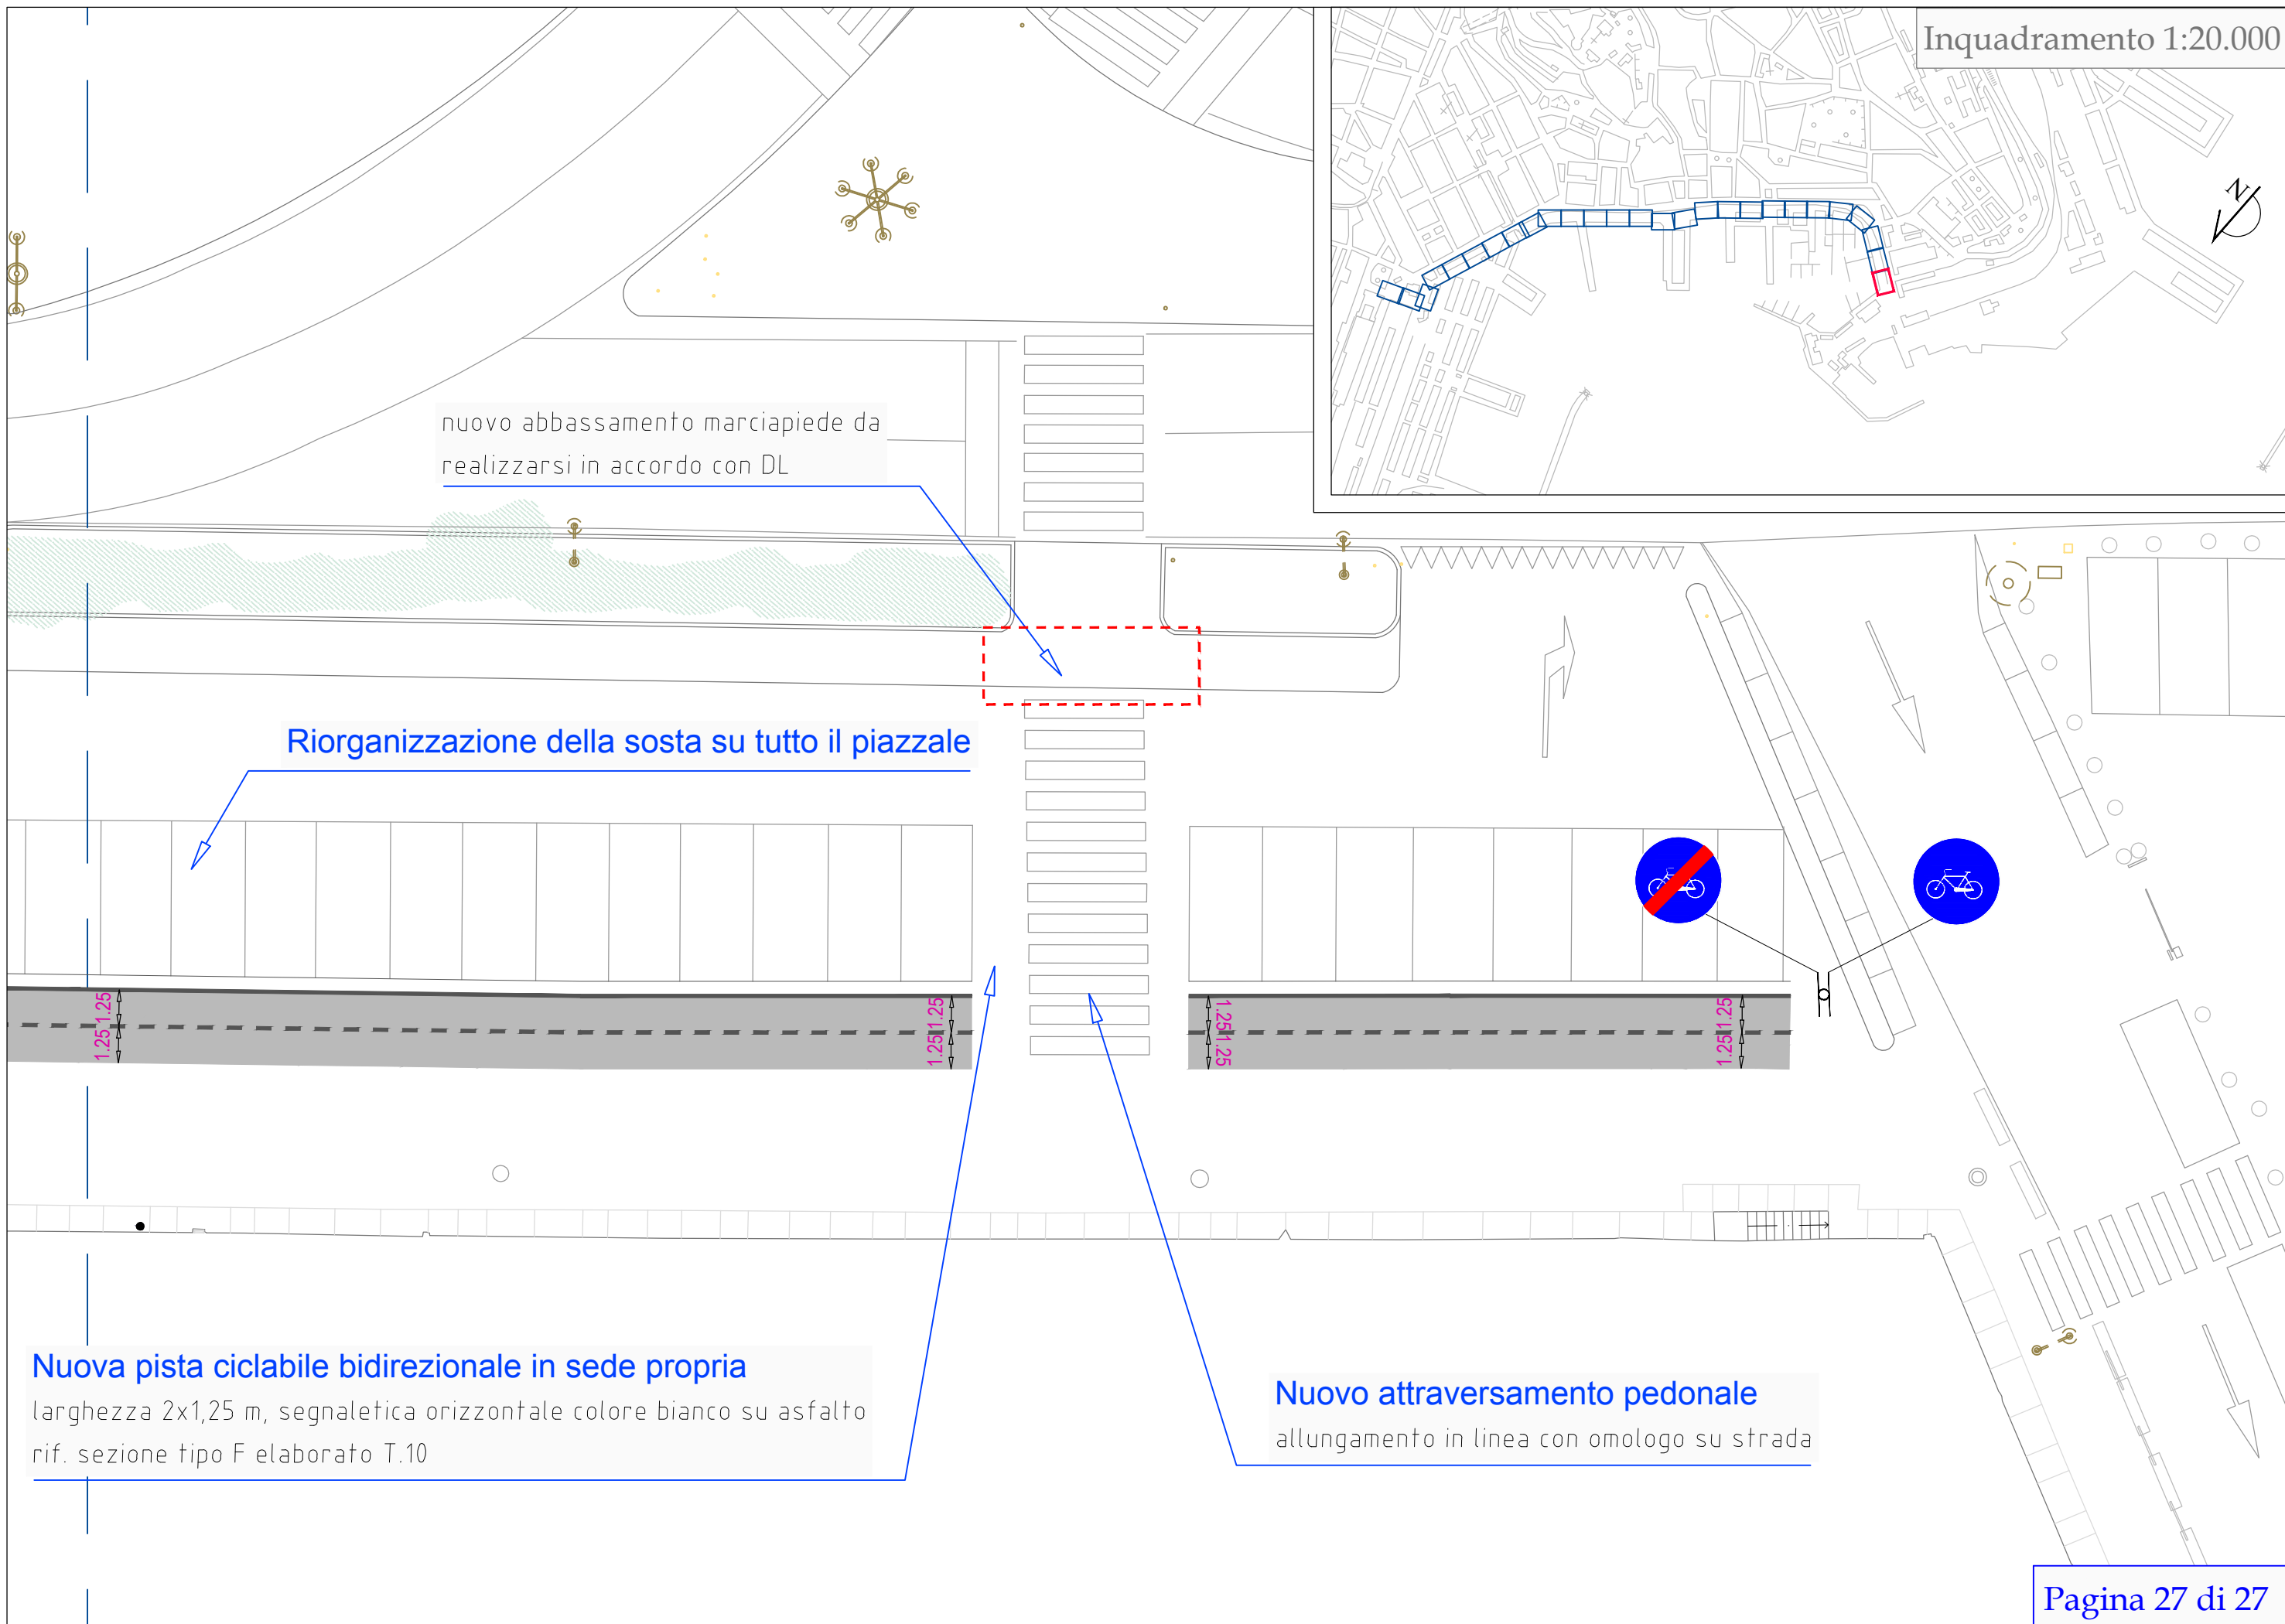 Inquadramento 1:20.000
N
nuovo abbassamento marciapiede da
realizzarsi in accordo con DL
Riorganizzazione della sosta su tutto il piazzale
1.25 1.25
1.25 1.25
1.25 1.25
1.25 1.25
Nuova pista ciclabile bidirezionale in sede propria
larghezza 2x1,25 m, segnaletica orizzontale colore bianco su asfalto
rif. sezione tipo F elaborato T.10
Nuovo attraversamento pedonale
allungamento in linea con omologo su strada
Pagina 27 di 27